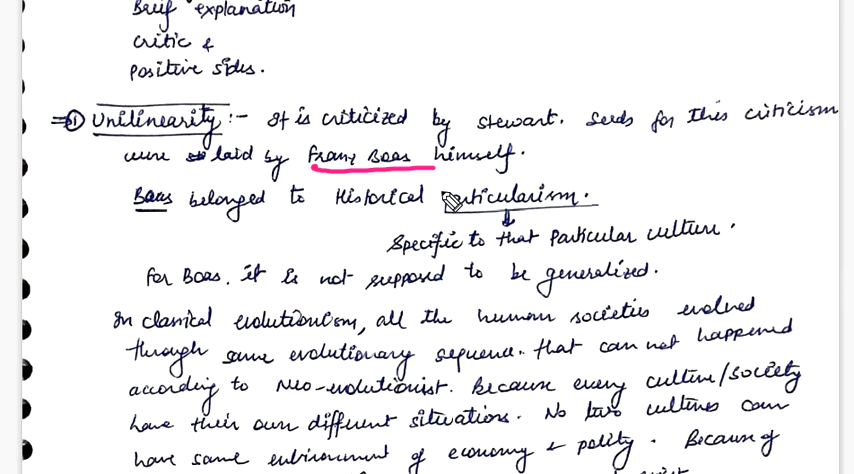 Brief explanation
critic &
positive sides.
⇒① Unilinearity :- It is criticized by Stewart. Seeds for this criticism
were laid by Franz Boas himself.
Boas belonged to Historical Particularism.
↓
Specific to that Particular culture.
For Boas, it is not supposed to be generalized.
In classical evolutionism, all the human societies evolved
through same evolutionary sequence. that can not happened
according to Neo-evolutionist. Because every culture/society
have their own different situations. No two cultures can
have same environment of economy & polity. Because of